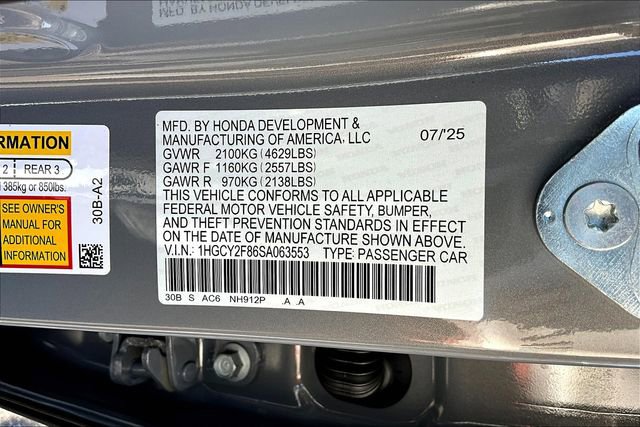 MFD. BY HONDA DEVELOPMENT &
MANUFACTURING OF AMERICA, LLC 07/'25
GVWR 2100KG (4629LBS)
GAWR F 1160KG (2557LBS)
GAWR R 970KG (2138LBS)
THIS VEHICLE CONFORMS TO ALL APPLICABLE
FEDERAL MOTOR VEHICLE SAFETY, BUMPER,
AND THEFT PREVENTION STANDARDS IN EFFECT
ON THE DATE OF MANUFACTURE SHOWN ABOVE.
V.I.N.: 1HGCY2F86SA063553 TYPE: PASSENGER CAR
30B S AC6 NH912P .A .A
RMATION
2 REAR 3
385kg or 850lbs.
SEE OWNER'S
MANUAL FOR
ADDITIONAL
INFORMATION
30B-A2